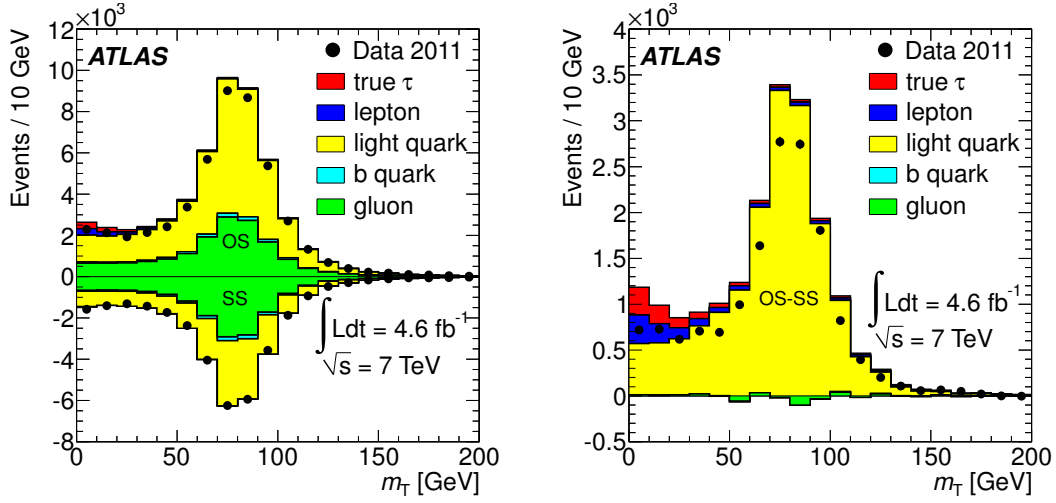 ×10³
Events / 10 GeV
12
10
8
6
4
2
0
-2
-4
-6
-8
ATLAS
Data 2011
true τ
lepton
light quark
b quark
gluon
OS
SS
∫ Ldt = 4.6 fb⁻¹
√s = 7 TeV
0 50 100 150 200
m_T [GeV]
×10³
Events / 10 GeV
4
3.5
3
2.5
2
1.5
1
0.5
0
-0.5
ATLAS
Data 2011
true τ
lepton
light quark
b quark
gluon
OS-SS
∫ Ldt = 4.6 fb⁻¹
√s = 7 TeV
0 50 100 150 200
m_T [GeV]